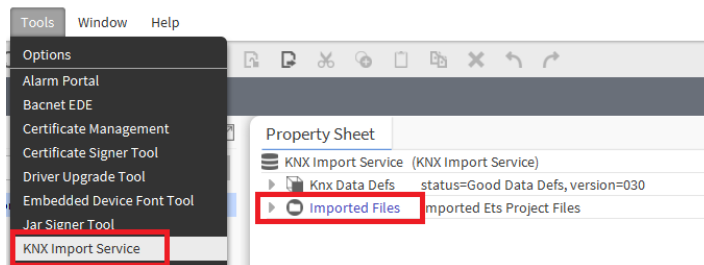 Tools Window Help
Options
Alarm Portal
Bacnet EDE
Certificate Management
Certificate Signer Tool
Driver Upgrade Tool
Embedded Device Font Tool
Jar Signer Tool
KNX Import Service
Property Sheet
KNX Import Service (KNX Import Service)
Knx Data Defs status=Good Data Defs, version=030
Imported Files Imported Ets Project Files